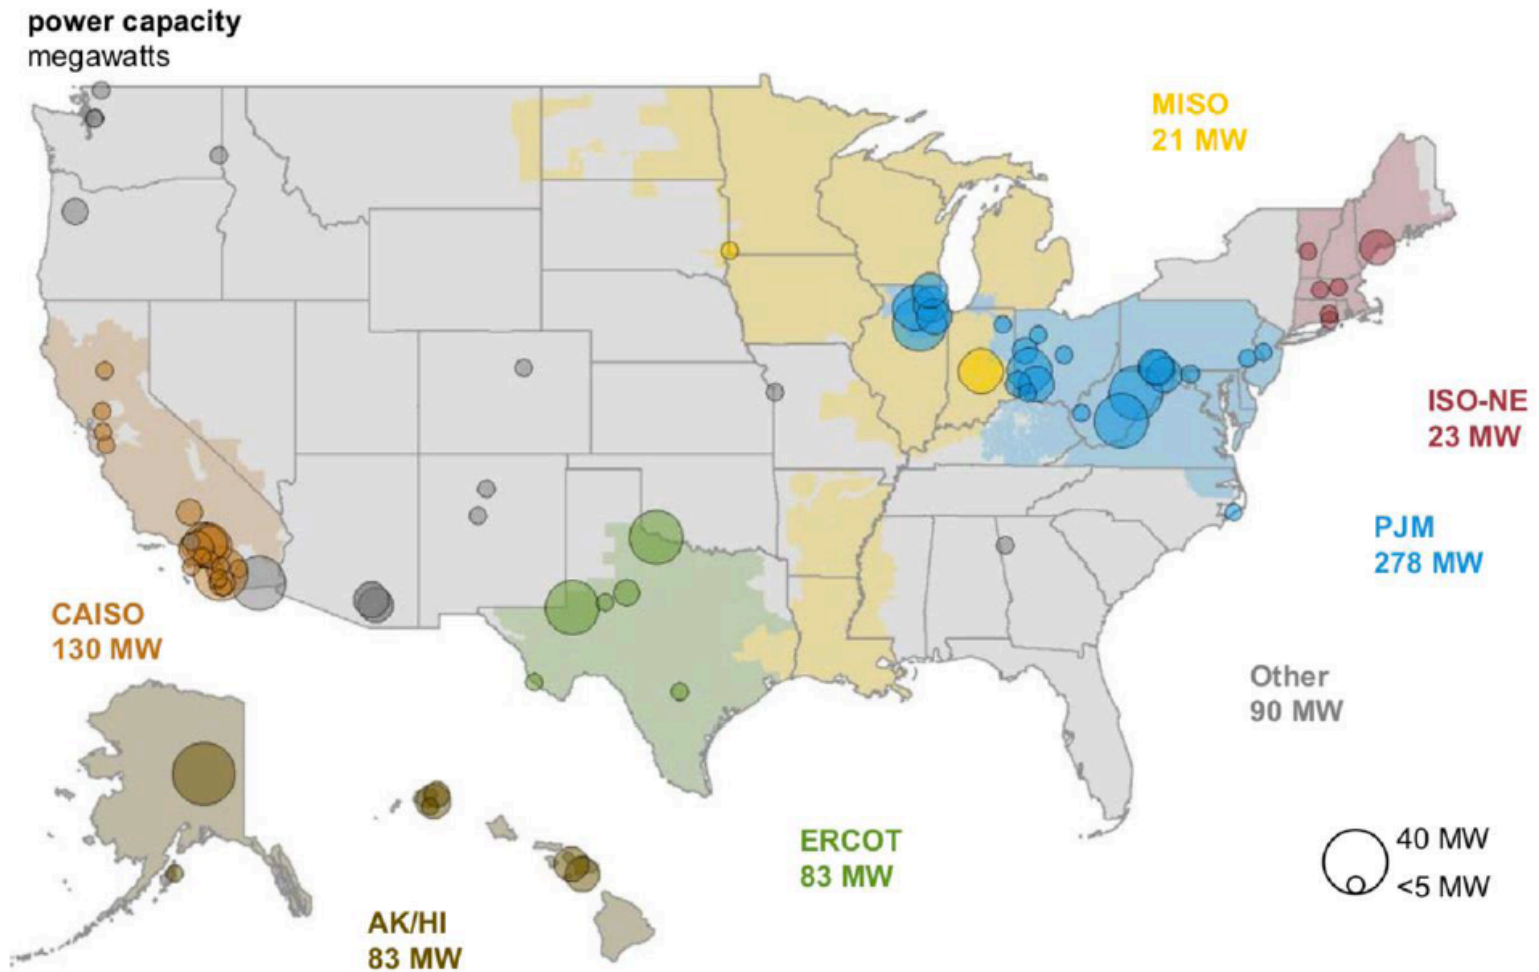 power capacity
megawatts
MISO
21 MW
ISO-NE
23 MW
PJM
278 MW
CAISO
130 MW
Other
90 MW
ERCOT
83 MW
40 MW
<5 MW
AK/HI
83 MW